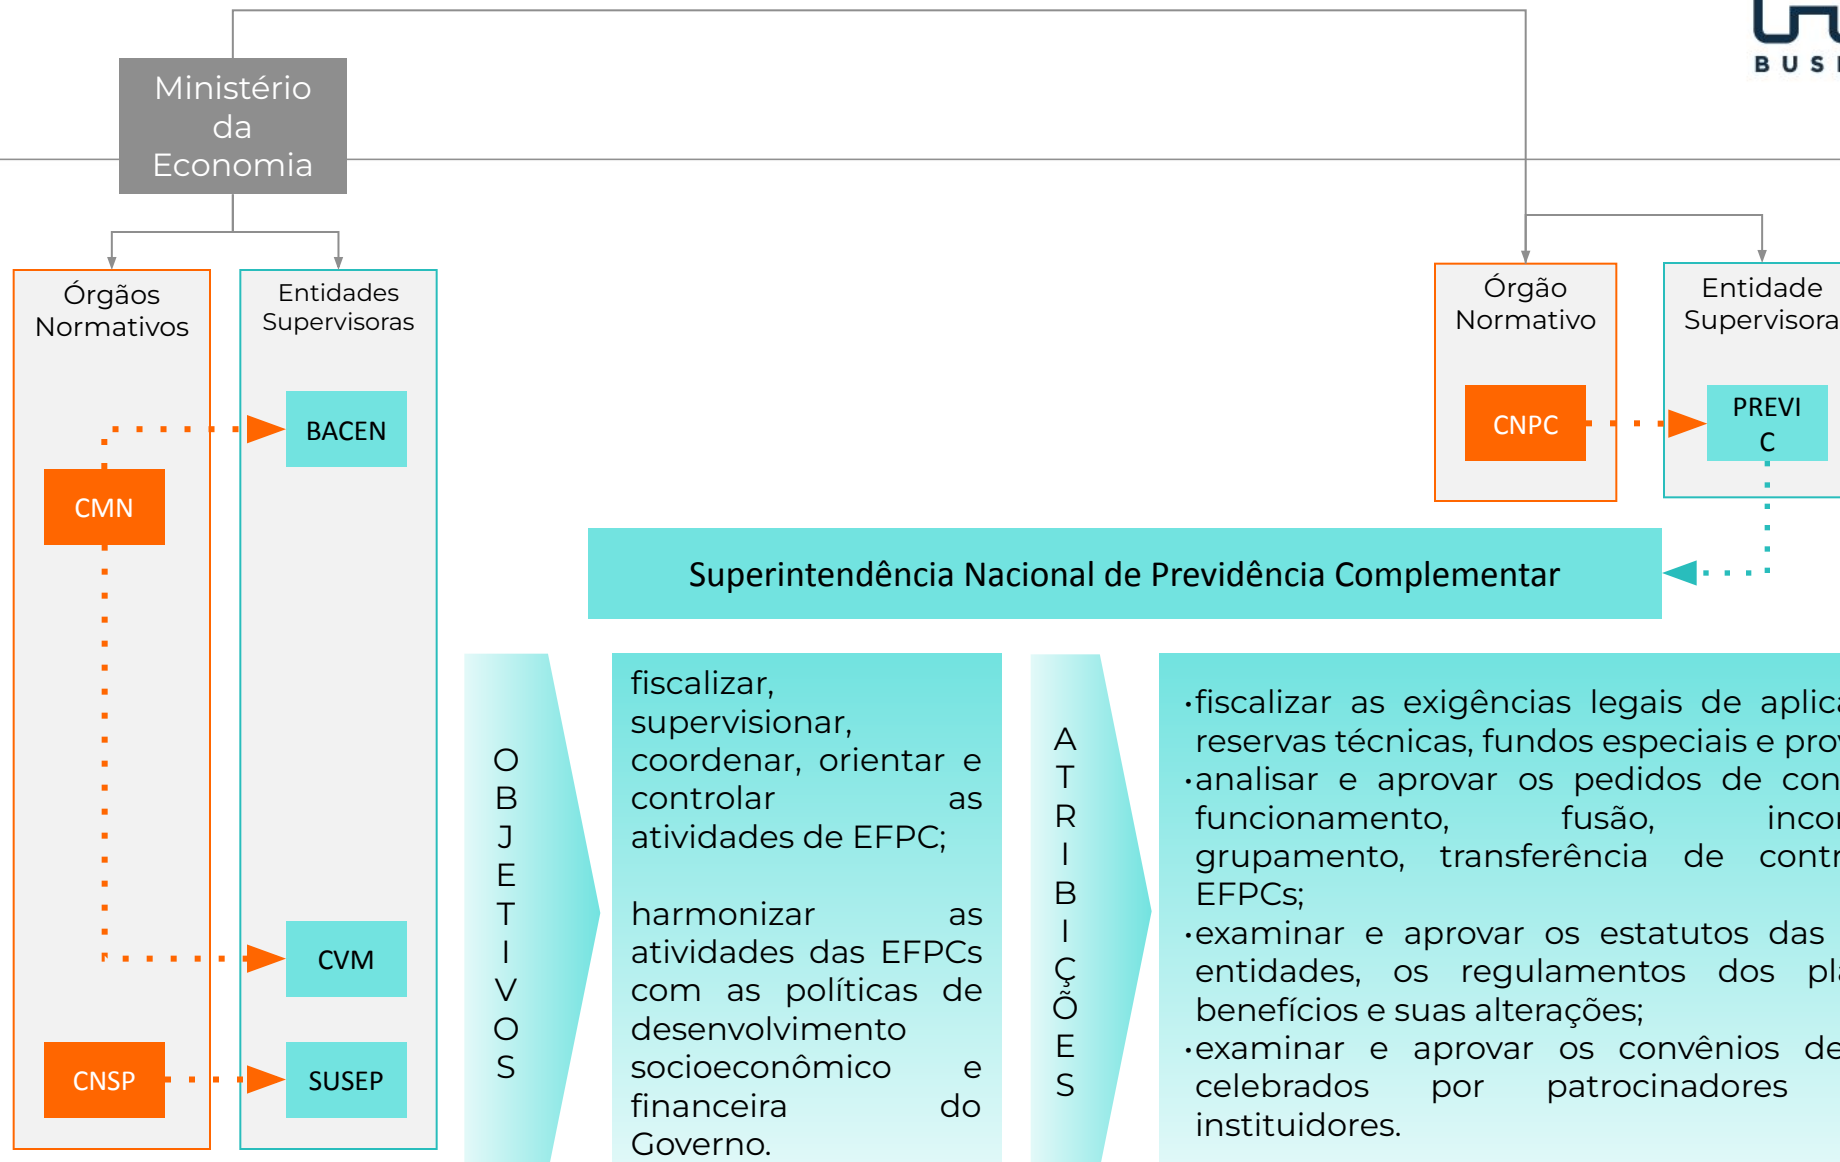 BUS
Ministério
da
Economia
Órgãos
Normativos
Entidades
Supervisoras
Órgão
Normativo
Entidade
Supervisora
BACEN
CMN
CVM
CNSP
SUSEP
CNPC
PREVI
C
Superintendência Nacional de Previdência Complementar
O
B
J
E
T
I
V
O
S
fiscalizar,
supervisionar,
coordenar, orientar e
controlar as
atividades de EFPC;
harmonizar as
atividades das EFPCs
com as políticas de
desenvolvimento
socioeconômico e
financeira do
Governo.
A
T
R
I
B
I
Ç
Õ
E
S
•fiscalizar as exigências legais de aplica
reservas técnicas, fundos especiais e prov
•analisar e aprovar os pedidos de con
funcionamento, fusão, incor
grupamento, transferência de contr
EFPCs;
•examinar e aprovar os estatutos das
entidades, os regulamentos dos pla
benefícios e suas alterações;
•examinar e aprovar os convênios de
celebrados por patrocinadores
instituidores.